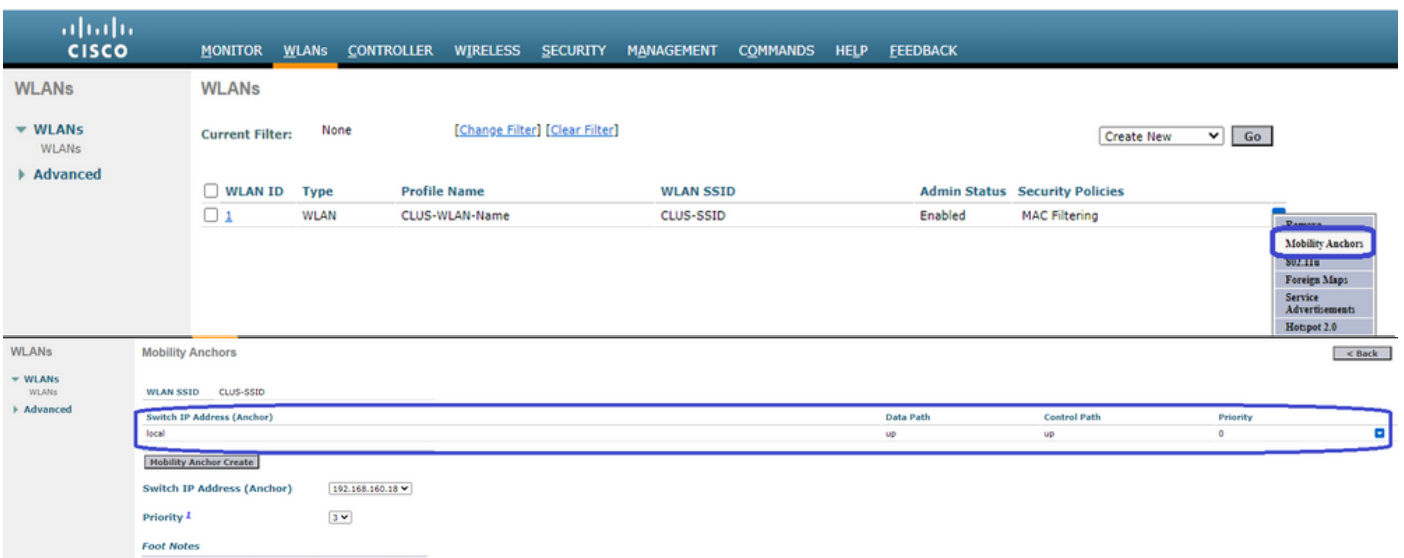 CISCO
MONITOR WLANs CONTROLLER WIRELESS SECURITY MANAGEMENT COMMANDS HELP FEEDBACK
WLANs
WLANs
WLANs
WLANs
Advanced
Current Filter: None [Change Filter] [Clear Filter]
Create New Go
WLAN ID Type Profile Name WLAN SSID Admin Status Security Policies
1 WLAN CLUS-WLAN-Name CLUS-SSID Enabled MAC Filtering
Remove
Mobility Anchors
802.11u
Foreign Maps
Service
Advertisements
Hotspot 2.0
WLANs
WLANs
WLANs
Advanced
Mobility Anchors
< Back
WLAN SSID CLUS-SSID
Switch IP Address (Anchor) Data Path Control Path Priority
local up up 0
Mobility Anchor Create
Switch IP Address (Anchor) 192.168.160.18
Priority 1 3
Foot Notes